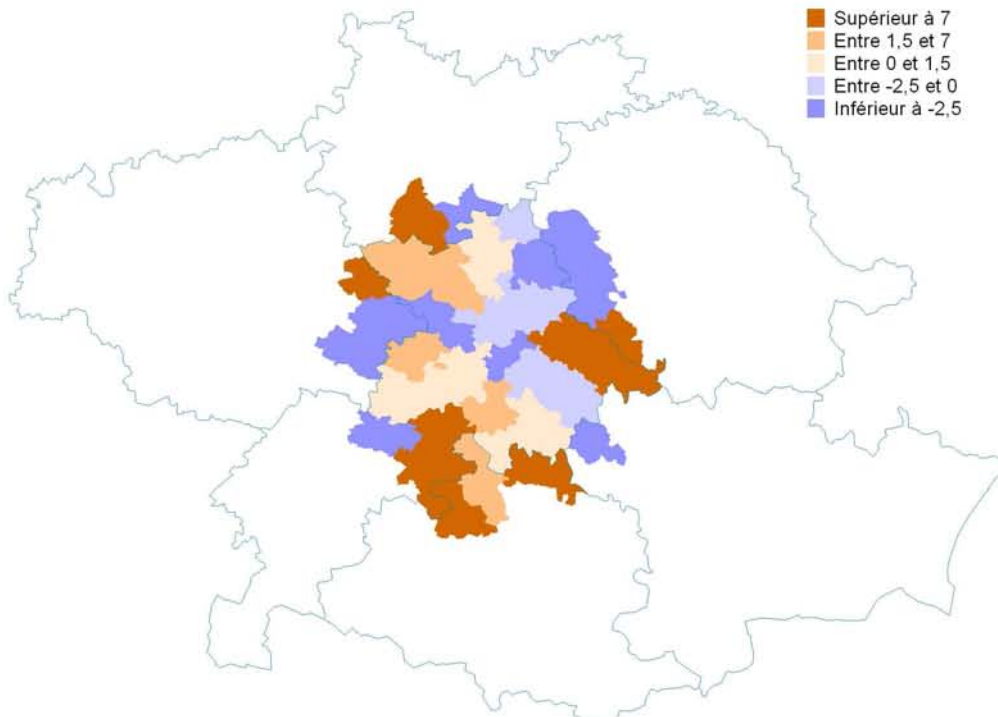 Supérieur à 7
Entre 1,5 et 7
Entre 0 et 1,5
Entre -2,5 et 0
Inférieur à -2,5